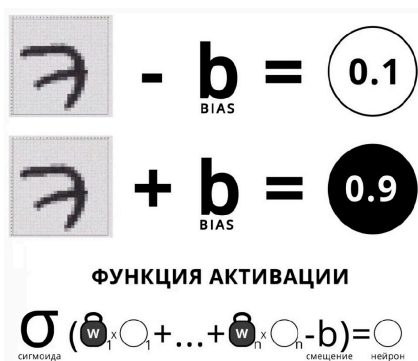 - b = 0.1
BIAS
+ b = 0.9
BIAS
ФУНКЦИЯ АКТИВАЦИИ
σ (w₁ x ○₁ +...+ wₙ x ○ₙ -b)=○
сигмоида смещение нейрон